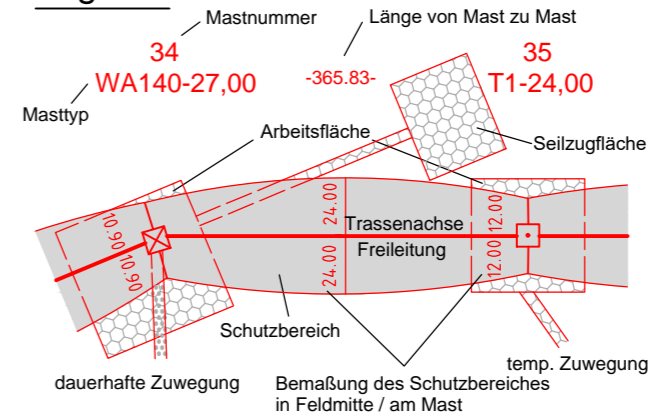 Mastnummer
Länge von Mast zu Mast
34
35
WA140-27,00
-365.83-
T1-24,00
Masttyp
Arbeitsfläche
Seilzugfläche
10.90
24.00
12.00
12.00
Trassenachse
Freileitung
10.90
24.00
12.00
Schutzbereich
temp. Zuwegung
dauerhafte Zuwegung
Bemaßung des Schutzbereiches
in Feldmitte / am Mast